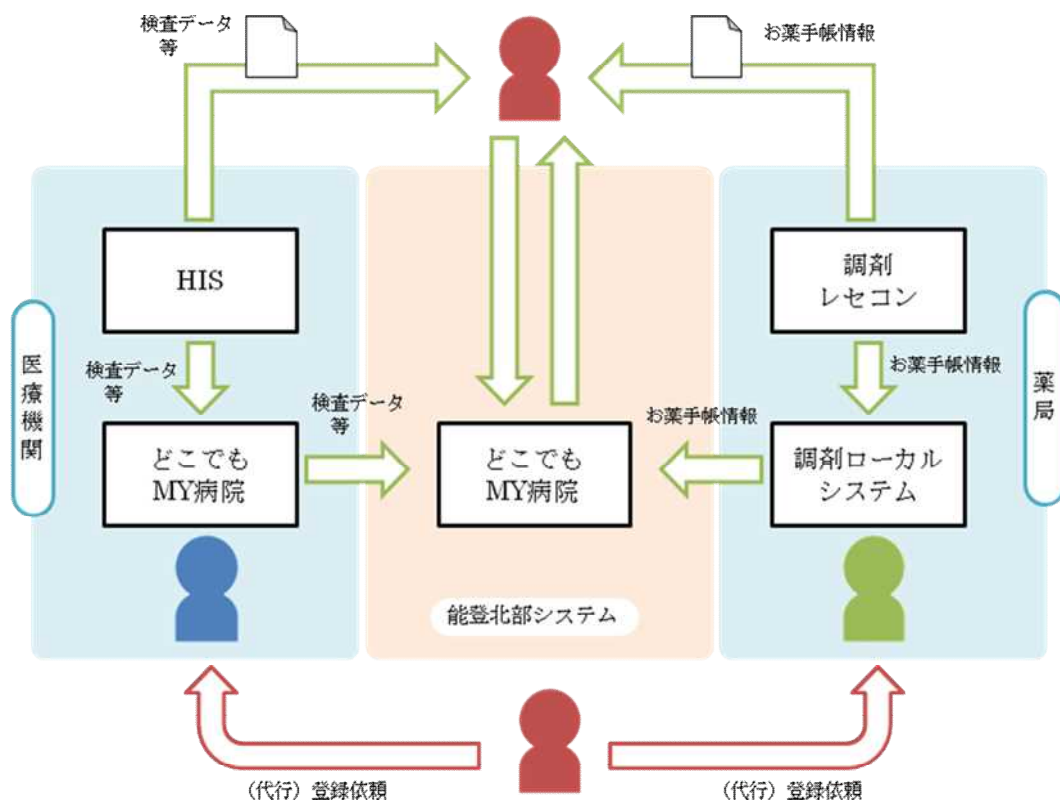 検査データ
等
お薬手帳情報
HIS
調剤
レセコン
医療機関
薬局
検査データ
等
お薬手帳情報
検査データ
等
お薬手帳情報
どこでも
MY病院
どこでも
MY病院
調剤ローカル
システム
能登北部システム
（代行）登録依頼
（代行）登録依頼